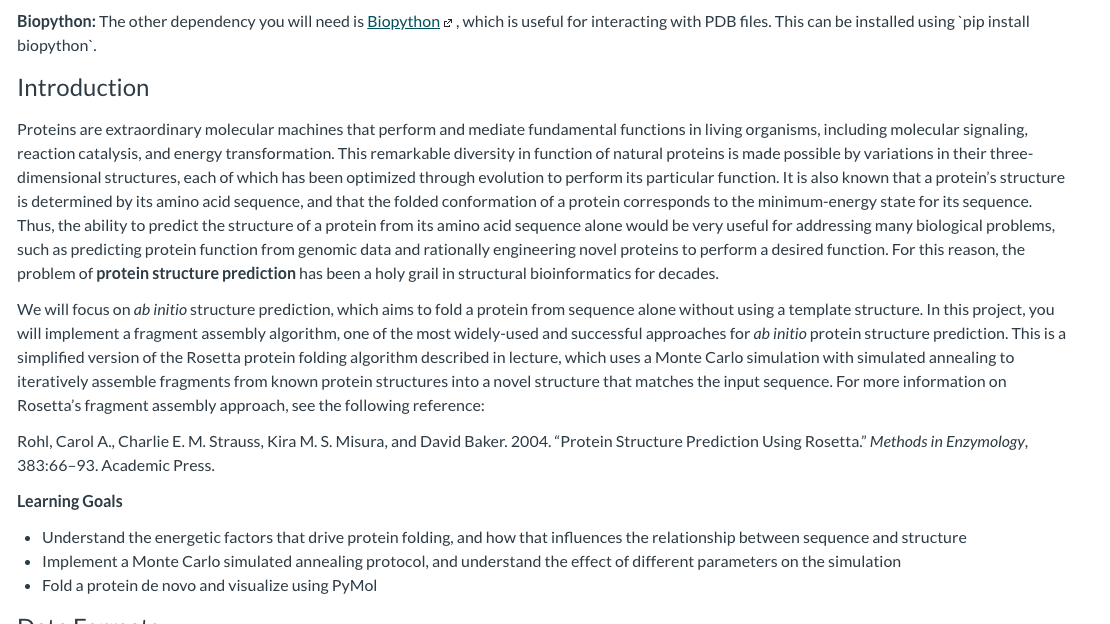 Biopython: The other dependency you will need is Biopython, which is useful for interacting with PDB files. This can be installed using `pip install
biopython`.
Introduction
Proteins are extraordinary molecular machines that perform and mediate fundamental functions in living organisms, including molecular signaling,
reaction catalysis, and energy transformation. This remarkable diversity in function of natural proteins is made possible by variations in their three-
dimensional structures, each of which has been optimized through evolution to perform its particular function. It is also known that a protein’s structure
is determined by its amino acid sequence, and that the folded conformation of a protein corresponds to the minimum-energy state for its sequence.
Thus, the ability to predict the structure of a protein from its amino acid sequence alone would be very useful for addressing many biological problems,
such as predicting protein function from genomic data and rationally engineering novel proteins to perform a desired function. For this reason, the
problem of protein structure prediction has been a holy grail in structural bioinformatics for decades.
We will focus on ab initio structure prediction, which aims to fold a protein from sequence alone without using a template structure. In this project, you
will implement a fragment assembly algorithm, one of the most widely-used and successful approaches for ab initio protein structure prediction. This is a
simplified version of the Rosetta protein folding algorithm described in lecture, which uses a Monte Carlo simulation with simulated annealing to
iteratively assemble fragments from known protein structures into a novel structure that matches the input sequence. For more information on
Rosetta’s fragment assembly approach, see the following reference:
Rohl, Carol A., Charlie E. M. Strauss, Kira M. S. Misura, and David Baker. 2004. “Protein Structure Prediction Using Rosetta.” Methods in Enzymology,
383:66–93. Academic Press.
Learning Goals
• Understand the energetic factors that drive protein folding, and how that influences the relationship between sequence and structure
• Implement a Monte Carlo simulated annealing protocol, and understand the effect of different parameters on the simulation
• Fold a protein de novo and visualize using PyMol
Data Formats